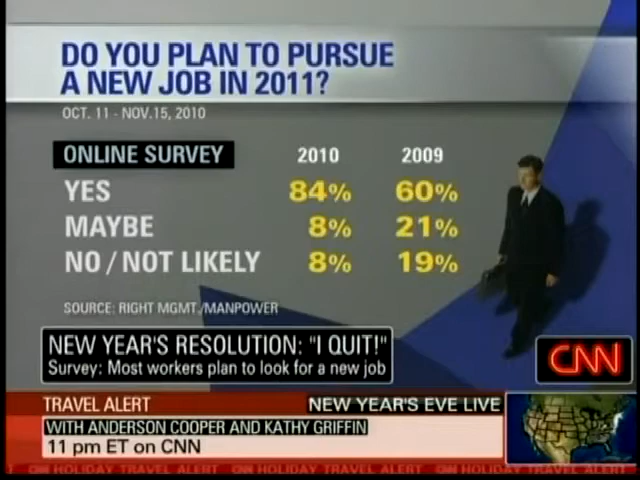 DO YOU PLAN TO PURSUE
A NEW JOB IN 2011?
OCT. 11 - NOV.15, 2010
ONLINE SURVEY 2010 2009
YES 84% 60%
MAYBE 8% 21%
NO / NOT LIKELY 8% 19%
SOURCE: RIGHT MGMT./MANPOWER
NEW YEAR'S RESOLUTION: "I QUIT!"
Survey: Most workers plan to look for a new job
CNN
TRAVEL ALERT NEW YEAR'S EVE LIVE
WITH ANDERSON COOPER AND KATHY GRIFFIN
11 pm ET on CNN
CNN HOLIDAY TRAVEL ALERT CNN HOLIDAY TRAVEL ALERT CNN HOLIDAY TRAVEL ALERT